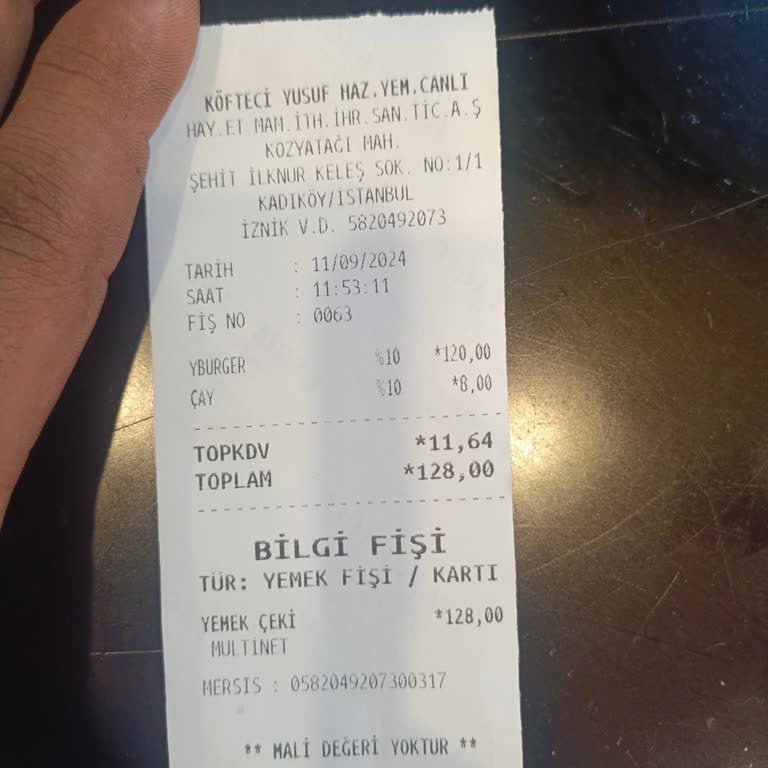 KÖFTECİ YUSUF HAZ.YEM.CANLI
HAY.ET MAM.İTH.İHR.SAN.TİC.A.Ş
KOZYATAĞI MAH.
ŞEHİT İLKNUR KELEŞ SOK. NO:1/1
KADIKÖY/İSTANBUL
İZNİK V.D. 5820492073
TARİH : 11/09/2024
SAAT : 11:53:11
FİŞ NO : 0063
YBURGER %10 *120,00
ÇAY %10 *8,00
TOPKDV *11,64
TOPLAM *128,00
BİLGİ FİŞİ
TÜR: YEMEK FİŞİ / KARTI
YEMEK ÇEKİ *128,00
MULTİNET
MERSIS : 0582049207300317
** MALİ DEĞERİ YOKTUR **